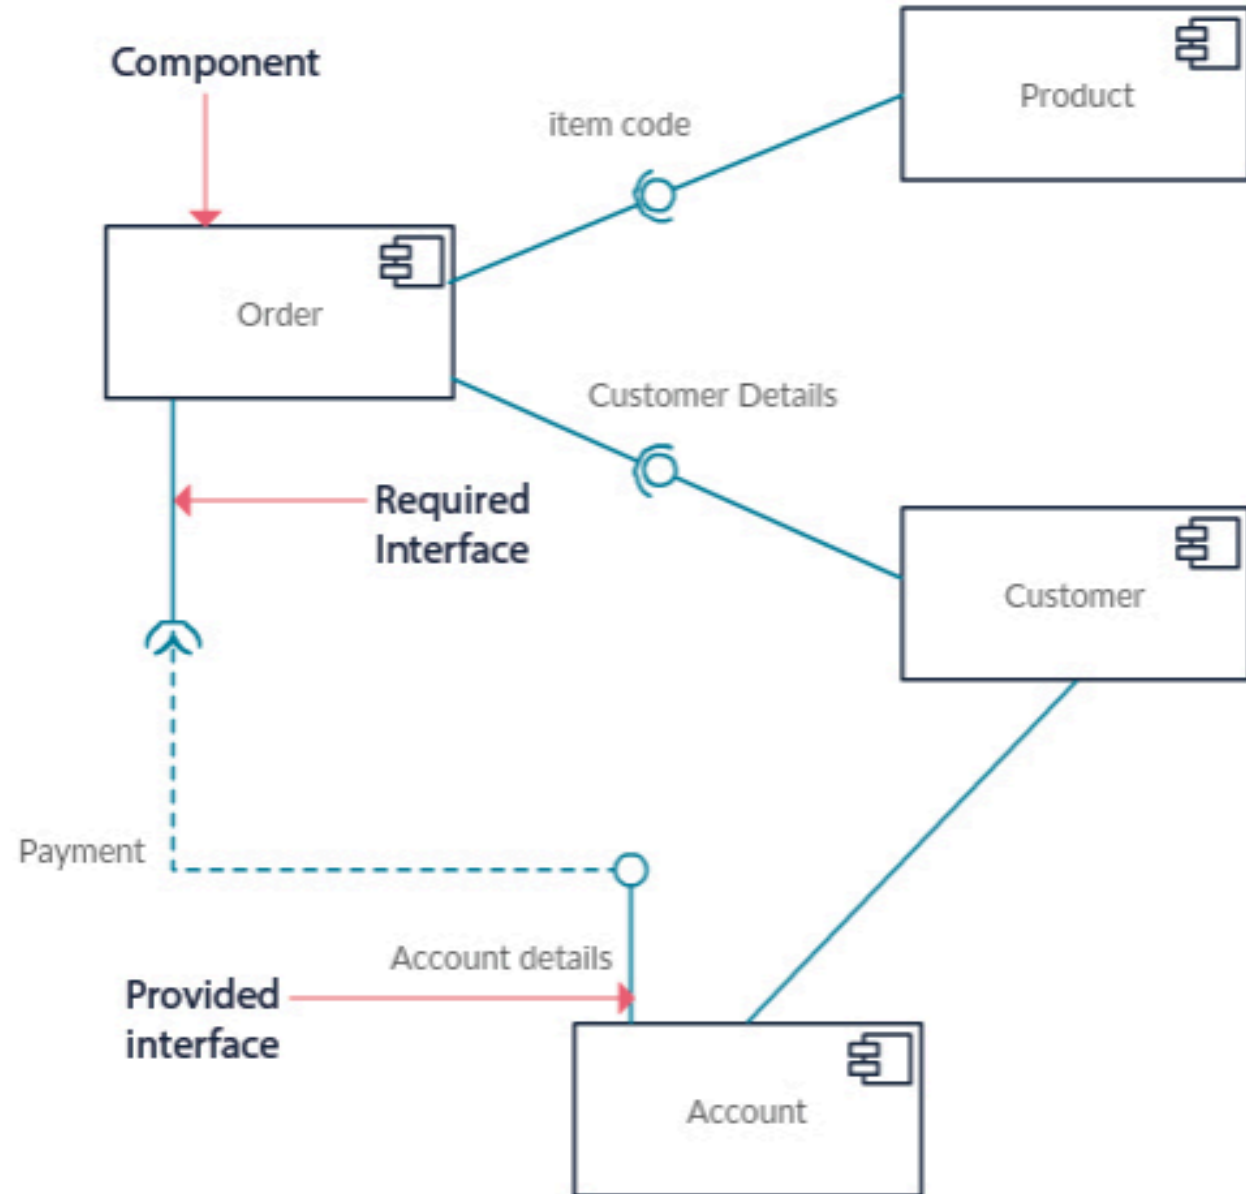 Component
Product
item code
Order
Customer Details
Required
Interface
Customer
Payment
Account details
Provided
interface
Account